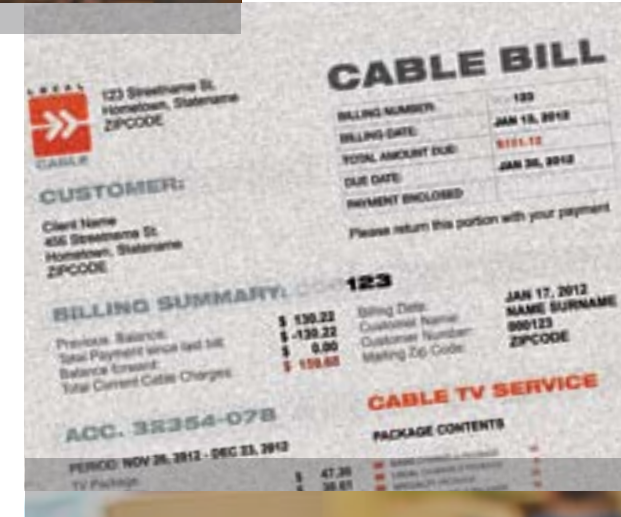 LOCAL
CABLE
123 Streetname St.
Hometown, Statename
ZIPCODE
CABLE BILL
BILLING NUMBER: 123
BILLING DATE: JAN 13, 2012
TOTAL AMOUNT DUE:
DUE DATE: JAN 30, 2012
PAYMENT ENCLOSED
Please return this portion with your payment
CUSTOMER:
Client Name
456 Streetname St.
Hometown, Statename
ZIPCODE
BILLING SUMMARY:
Previous Balance: $ 130.22
Total Payment since last bill: $ -130.22
Balance forward: $ 0.00
Total Current Cable Charges: $
123
Billing Date: JAN 17, 2012
Customer Name: NAME SURNAME
Customer Number: 000123
Mailing Zip Code: ZIPCODE
ACC. 32354-078
PERIOD: NOV 26, 2012 - DEC 23, 2012
TV Package: $ 47.30
CABLE TV SERVICE
PACKAGE CONTENTS